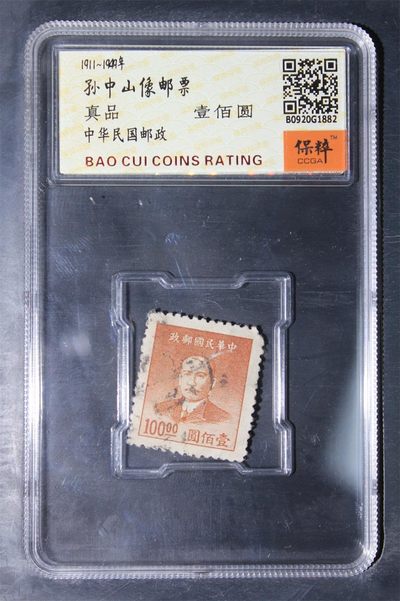 1911~1949年
孙中山像邮票
真品 壹佰圆
中华民国邮政
BAO CUI COINS RATING
B0920G1882
保粹™
CCGA
政郵國民華中
100.00
圓佰壹